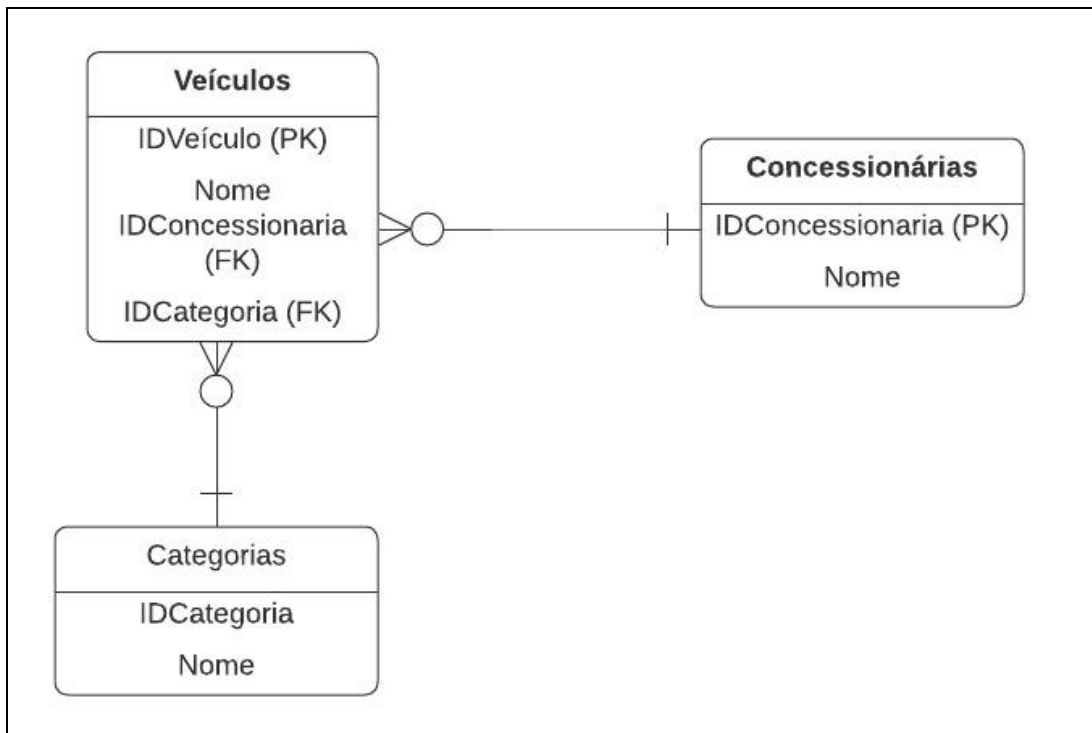 Veículos
IDVeículo (PK)
Nome
IDConcessionaria
(FK)
IDCategoria (FK)
Concessionárias
IDConcessionaria (PK)
Nome
Categorias
IDCategoria
Nome